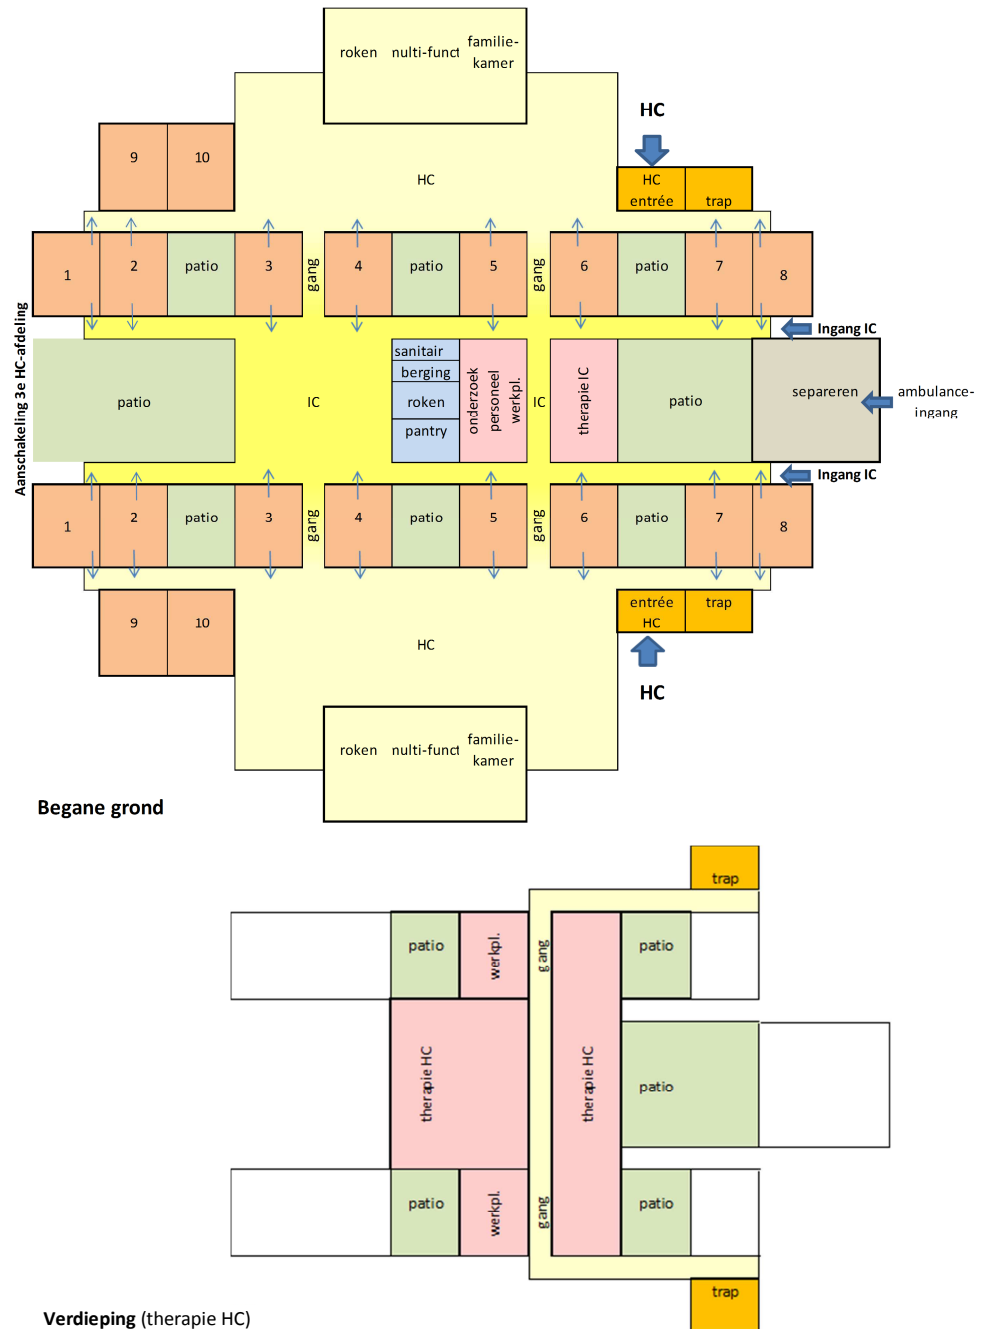 roken nulti-funct familie-
kamer
HC
9 10
HC
HC
entrée trap
1 2 patio 3 gang 4 patio 5 gang 6 patio 7 8
Ingang IC
Aanschakeling 3e HC-afdeling
patio
IC
sanitair
berging
roken
pantry
onderzoek
personeel
werkpl.
IC
therapie IC
patio
separeren
ambulance-
ingang
Ingang IC
1 2 patio 3 gang 4 patio 5 gang 6 patio 7 8
9 10
HC
entrée trap
HC
HC
roken nulti-funct familie-
kamer
Begane grond
trap
patio werkpl. gang patio
therapie HC therapie HC patio
patio werkpl. gang patio
trap
Verdieping (therapie HC)